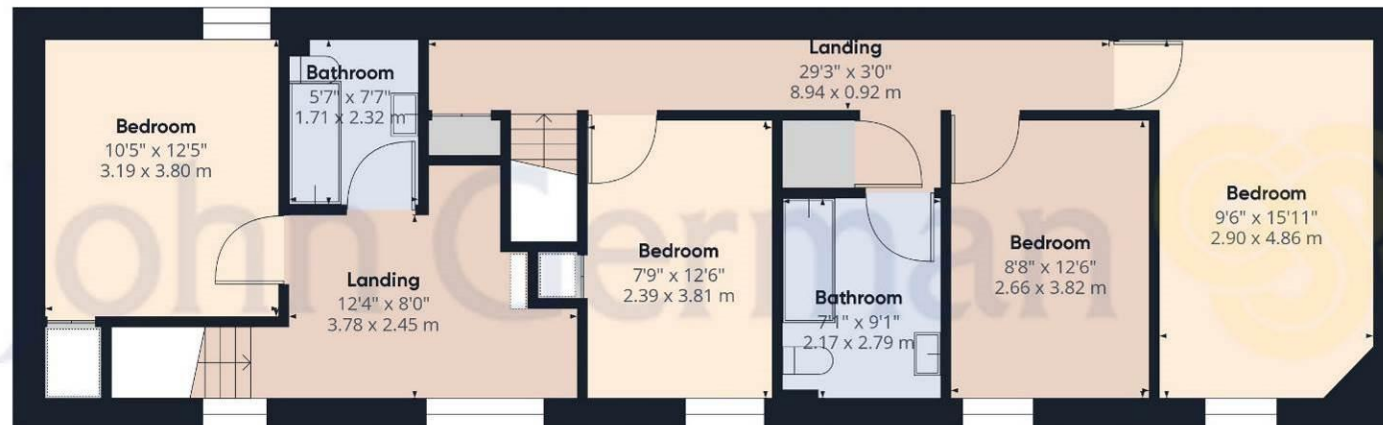 Bedroom
10'5" x 12'5"
3.19 x 3.80 m
Bathroom
5'7" x 7'7"
1.71 x 2.32 m
Landing
12'4" x 8'0"
3.78 x 2.45 m
Landing
29'3" x 3'0"
8.94 x 0.92 m
Bedroom
7'9" x 12'6"
2.39 x 3.81 m
Bathroom
7'1" x 9'1"
2.17 x 2.79 m
Bedroom
8'8" x 12'6"
2.66 x 3.82 m
Bedroom
9'6" x 15'11"
2.90 x 4.86 m
John German